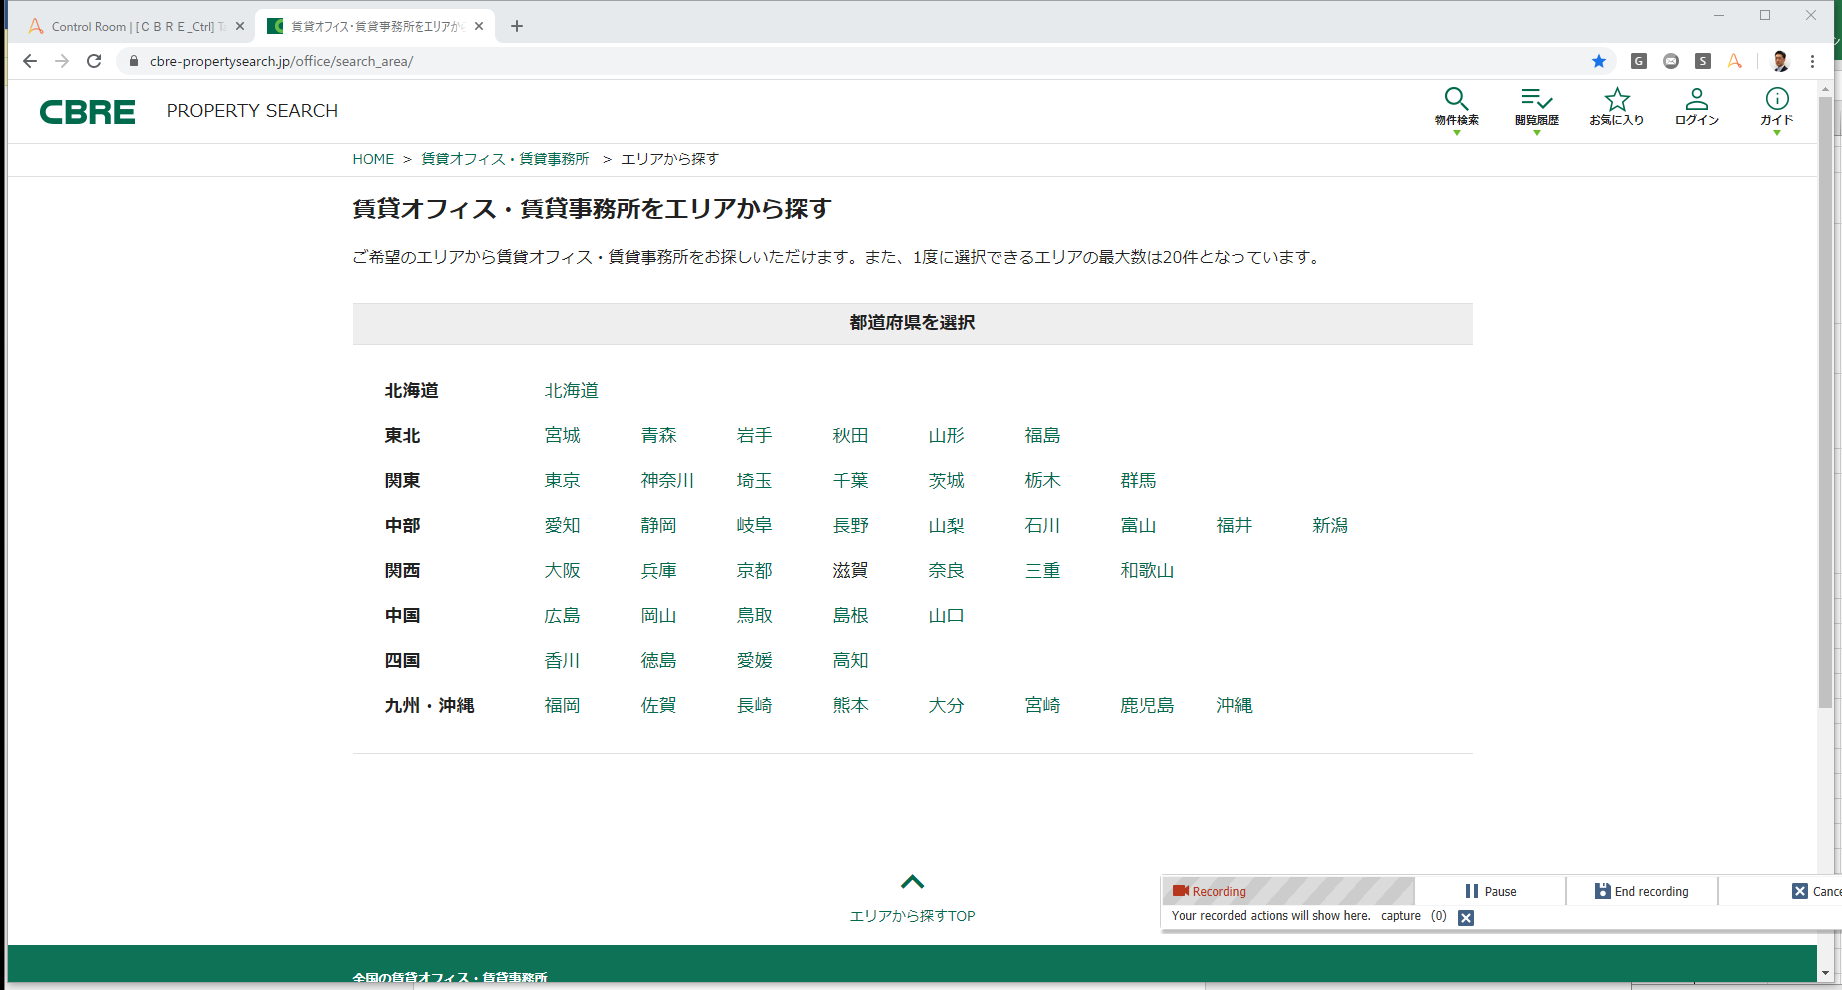 Control Room | [ＣＢＲＥ_Ctrl] Ta
賃貸オフィス・賃貸事務所をエリアから
cbre-propertysearch.jp/office/search_area/
CBRE PROPERTY SEARCH
物件検索 閲覧履歴 お気に入り ログイン ガイド
HOME > 賃貸オフィス・賃貸事務所 > エリアから探す
賃貸オフィス・賃貸事務所をエリアから探す
ご希望のエリアから賃貸オフィス・賃貸事務所をお探しいただけます。また、1度に選択できるエリアの最大数は20件となっています。
都道府県を選択
北海道 北海道
東北 宮城 青森 岩手 秋田 山形 福島
関東 東京 神奈川 埼玉 千葉 茨城 栃木 群馬
中部 愛知 静岡 岐阜 長野 山梨 石川 富山 福井 新潟
関西 大阪 兵庫 京都 滋賀 奈良 三重 和歌山
中国 広島 岡山 鳥取 島根 山口
四国 香川 徳島 愛媛 高知
九州・沖縄 福岡 佐賀 長崎 熊本 大分 宮崎 鹿児島 沖縄
エリアから探すTOP
Recording Pause End recording Cance
Your recorded actions will show here. capture (0)
全国の賃貸オフィス・賃貸事務所